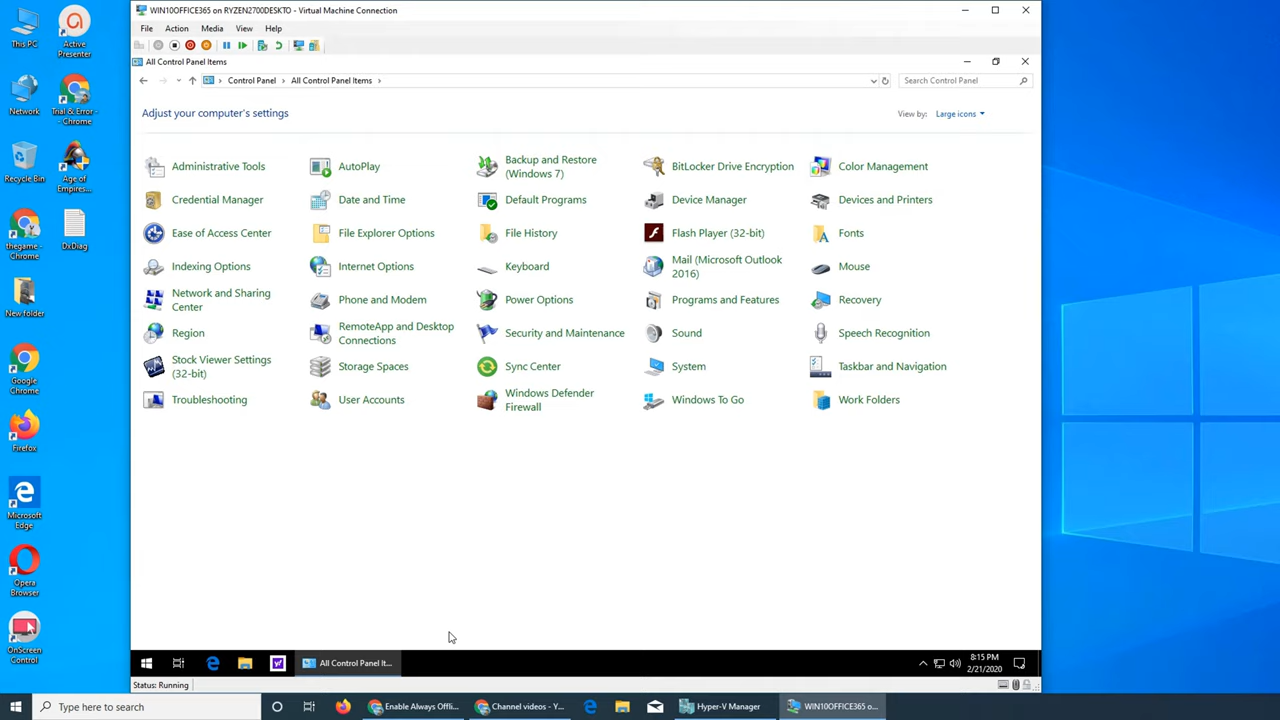 WIN10OFFICE365 on RYZEN2700DESKTO - Virtual Machine Connection
File Action Media View Help
All Control Panel Items
Control Panel > All Control Panel Items >
Search Control Panel
Adjust your computer's settings
View by: Large icons
Administrative Tools
AutoPlay
Backup and Restore
(Windows 7)
BitLocker Drive Encryption
Color Management
Credential Manager
Date and Time
Default Programs
Device Manager
Devices and Printers
Ease of Access Center
File Explorer Options
File History
Flash Player (32-bit)
Fonts
Indexing Options
Internet Options
Keyboard
Mail (Microsoft Outlook
2016)
Mouse
Network and Sharing
Center
Phone and Modem
Power Options
Programs and Features
Recovery
Region
RemoteApp and Desktop
Connections
Security and Maintenance
Sound
Speech Recognition
Stock Viewer Settings
(32-bit)
Storage Spaces
Sync Center
System
Taskbar and Navigation
Troubleshooting
User Accounts
Windows Defender
Firewall
Windows To Go
Work Folders
All Control Panel Ite...
8:15 PM
2/21/2020
Status: Running
This PC
Active
Presenter
Network
Trial & Error -
- Chrome
Recycle Bin
Age of
Empires...
thegame -
Chrome
DxDiag
New folder
Google
Chrome
Firefox
Microsoft
Edge
Opera
Browser
OnScreen
Control
Type here to search
Enable Always Offli...
Channel videos - Y...
Hyper-V Manager
WIN10OFFICE365 o...